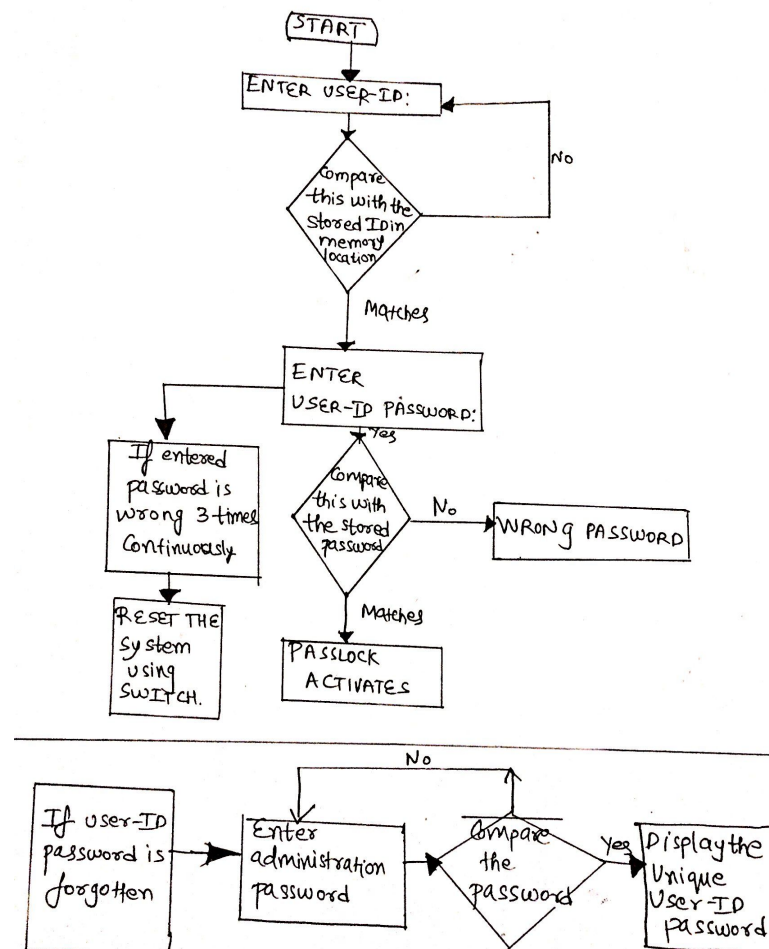 START
ENTER USER-ID:
No
Compare
this with the
stored ID in
memory
location
Matches
ENTER
USER-ID PASSWORD:
Yes
If entered
password is
wrong 3 times
Continuously
Compare
this with
the stored
password
No
WRONG PASSWORD
RESET THE
System
using
SWITCH.
Matches
PASSLOCK
ACTIVATES
No
If user-ID
password is
forgotten
Enter
administration
password
Compare
the
password
Yes
Display the
Unique
User-ID
password